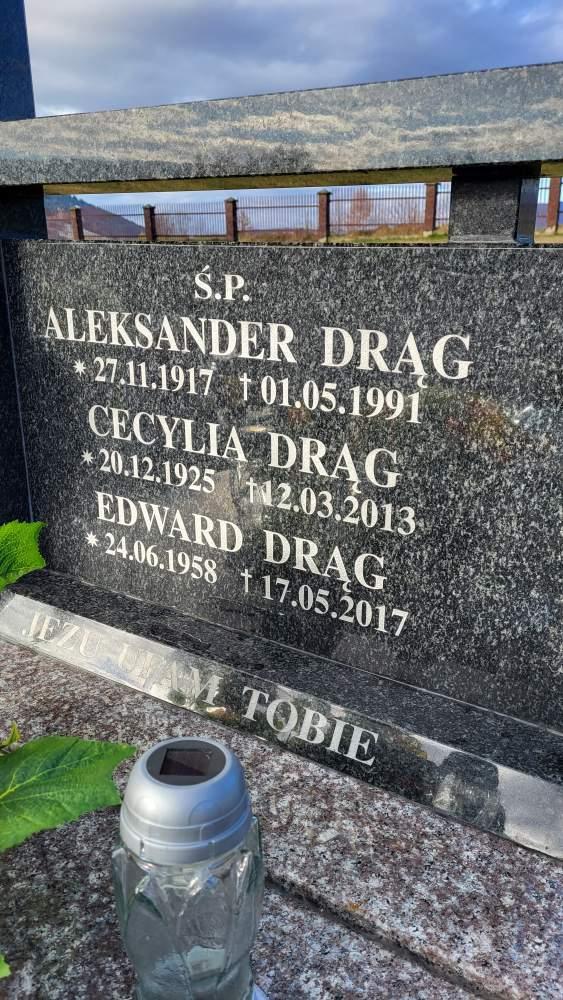 Ś.P.
ALEKSANDER DRĄG
* 27.11.1917 † 01.05.1991
CECYLIA DRĄG
* 20.12.1925 † 12.03.2013
EDWARD DRĄG
* 24.06.1958 † 17.05.2017
JEZU UFAM TOBIE